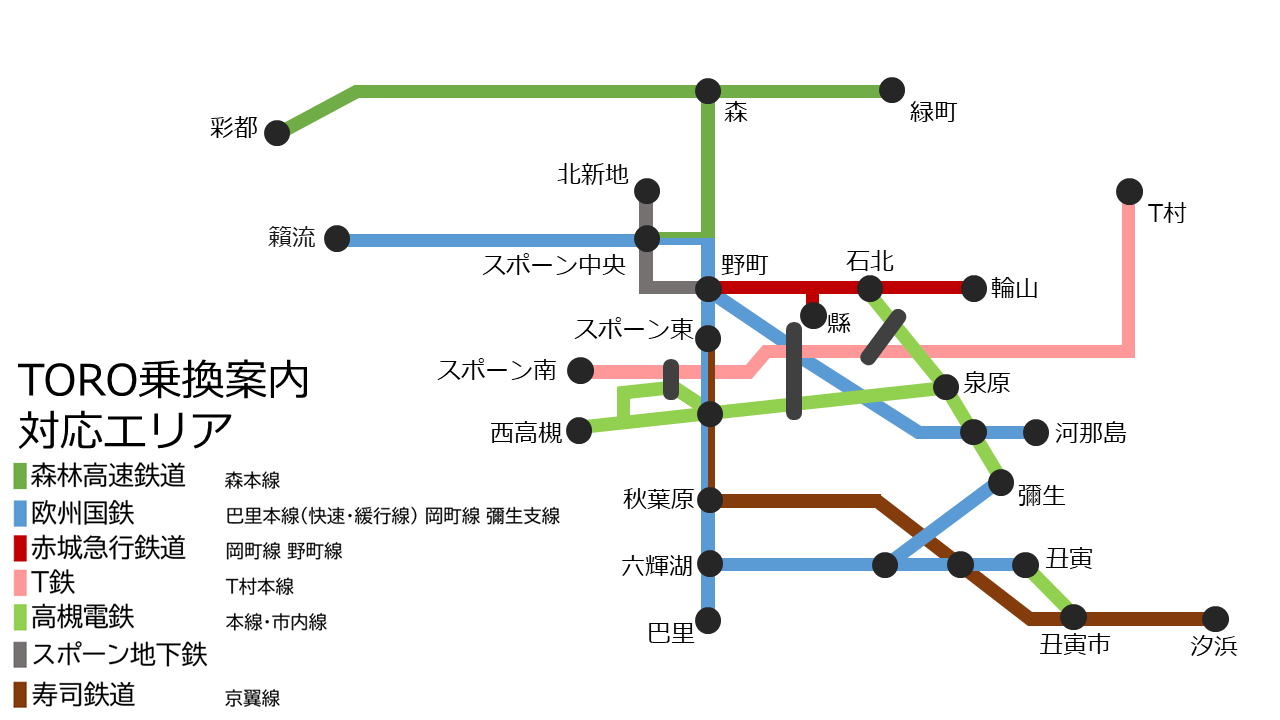 彩都
森
緑町
北新地
T村
籟流
スポーン中央
野町
石北
輪山
縣
スポーン東
スポーン南
泉原
西高槻
河那島
秋葉原
彌生
六輝湖
丑寅
巴里
丑寅市
汐浜
TORO乗換案内
対応エリア
森林高速鉄道 森本線
欧州国鉄 巴里本線(快速・緩行線) 岡町線 彌生支線
赤城急行鉄道 岡町線 野町線
T鉄 T村本線
高槻電鉄 本線・市内線
スポーン地下鉄
寿司鉄道 京翼線